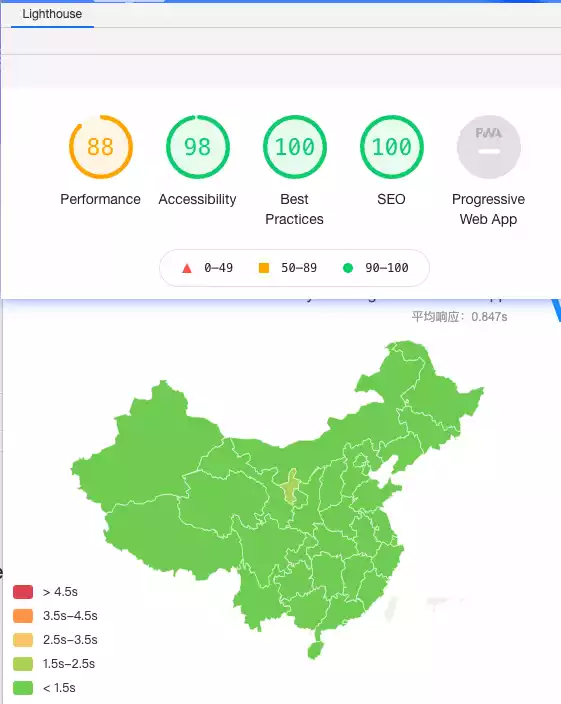 Lighthouse
88
98
100
100
PWA
Performance
Accessibility
Best
Practices
SEO
Progressive
Web App
0–49
50–89
90–100
平均响应：0.847s
> 4.5s
3.5s-4.5s
2.5s-3.5s
1.5s-2.5s
< 1.5s